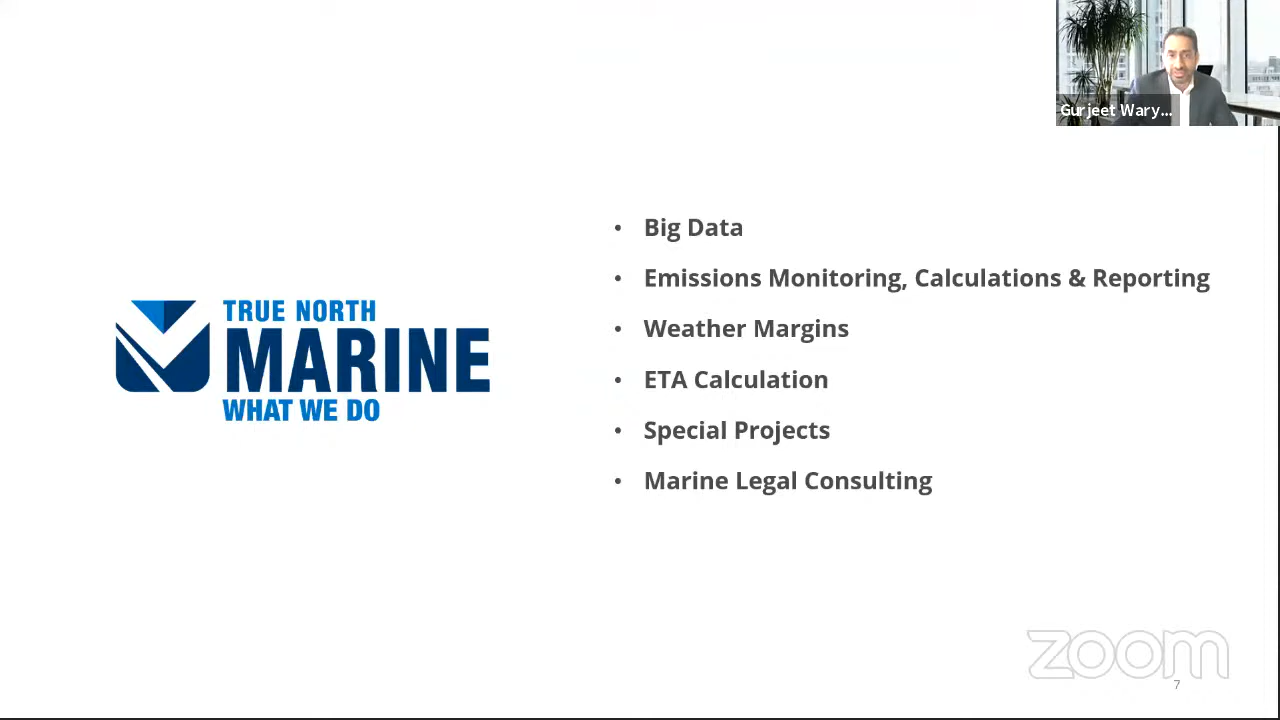 Gurjeet Wary...
• Big Data
• Emissions Monitoring, Calculations & Reporting
TRUE NORTH
MARINE
WHAT WE DO
• Weather Margins
• ETA Calculation
• Special Projects
• Marine Legal Consulting
zoom
7